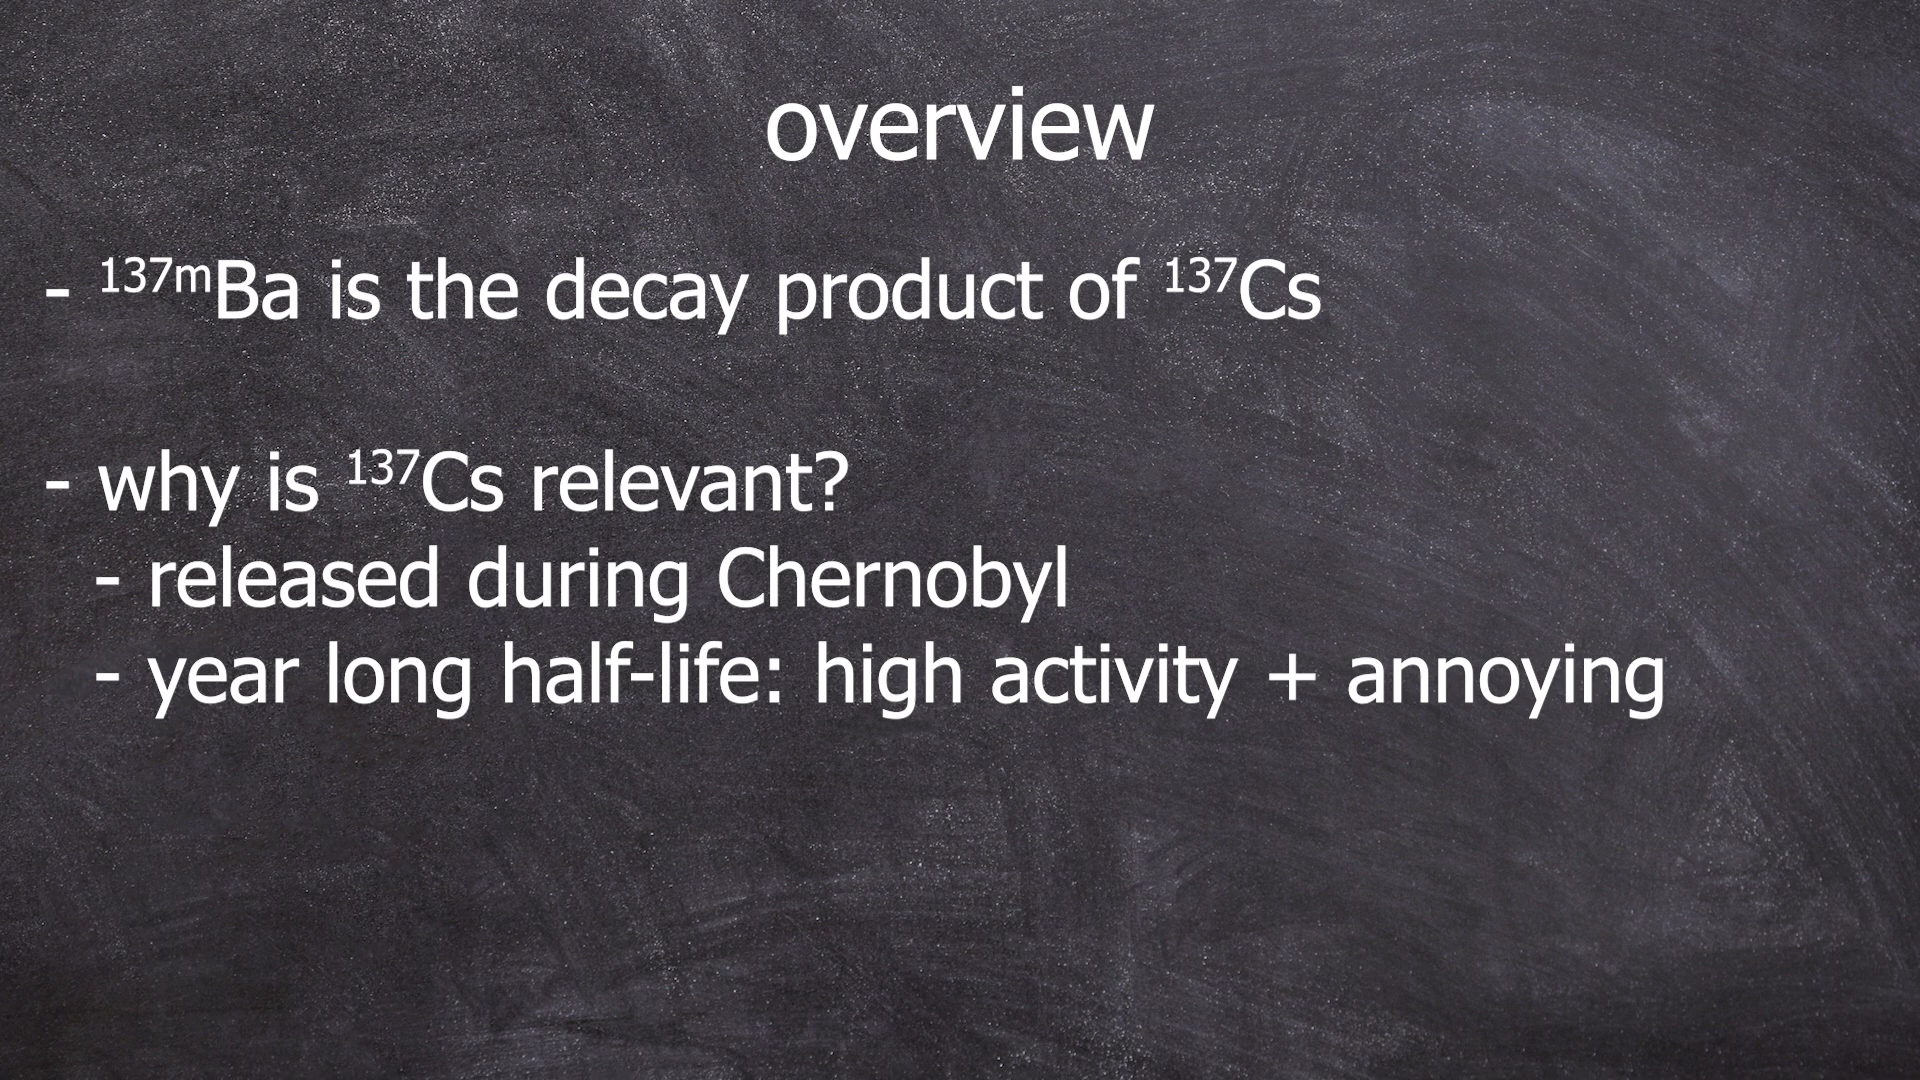 overview
- ¹³⁷ᵐBa is the decay product of ¹³⁷Cs
- why is ¹³⁷Cs relevant?
- released during Chernobyl
- year long half-life: high activity + annoying